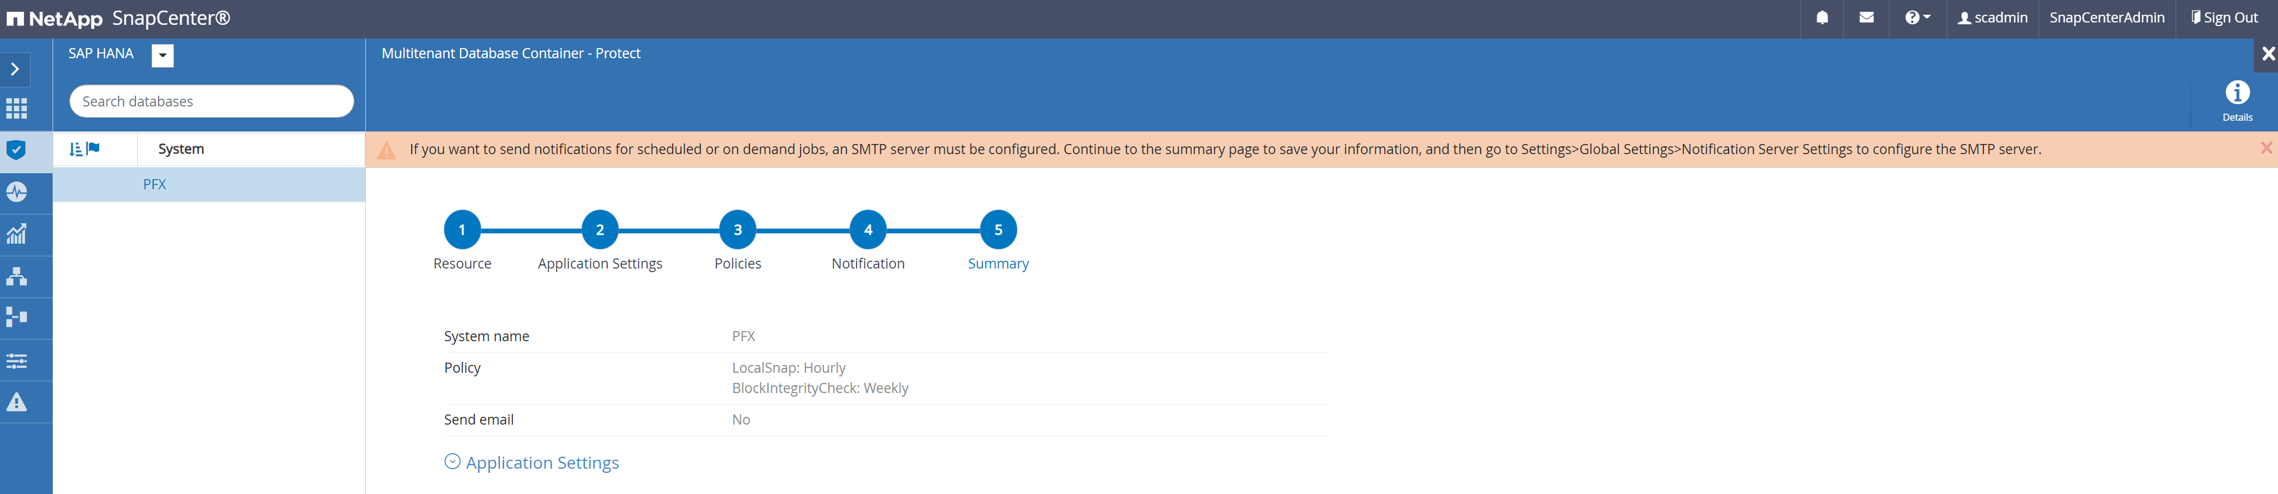 NetApp SnapCenter®
scadmin
SnapCenterAdmin
Sign Out
SAP HANA
Multitenant Database Container - Protect
Search databases
Details
System
If you want to send notifications for scheduled or on demand jobs, an SMTP server must be configured. Continue to the summary page to save your information, and then go to Settings>Global Settings>Notification Server Settings to configure the SMTP server.
PFX
1
2
3
4
5
Resource
Application Settings
Policies
Notification
Summary
System name
PFX
Policy
LocalSnap: Hourly
BlockIntegrityCheck: Weekly
Send email
No
Application Settings